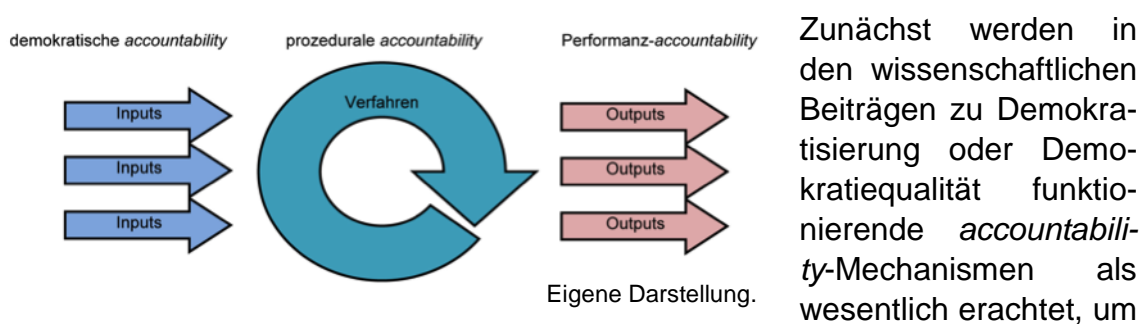 demokratische accountability
prozedurale accountability
Performanz-accountability
Inputs
Inputs
Inputs
Verfahren
Outputs
Outputs
Outputs
Eigene Darstellung.
Zunächst werden in
den wissenschaftlichen
Beiträgen zu Demokra-
tisierung oder Demo-
kratiequalität funktio-
nierende accountabili-
ty-Mechanismen als
wesentlich erachtet, um